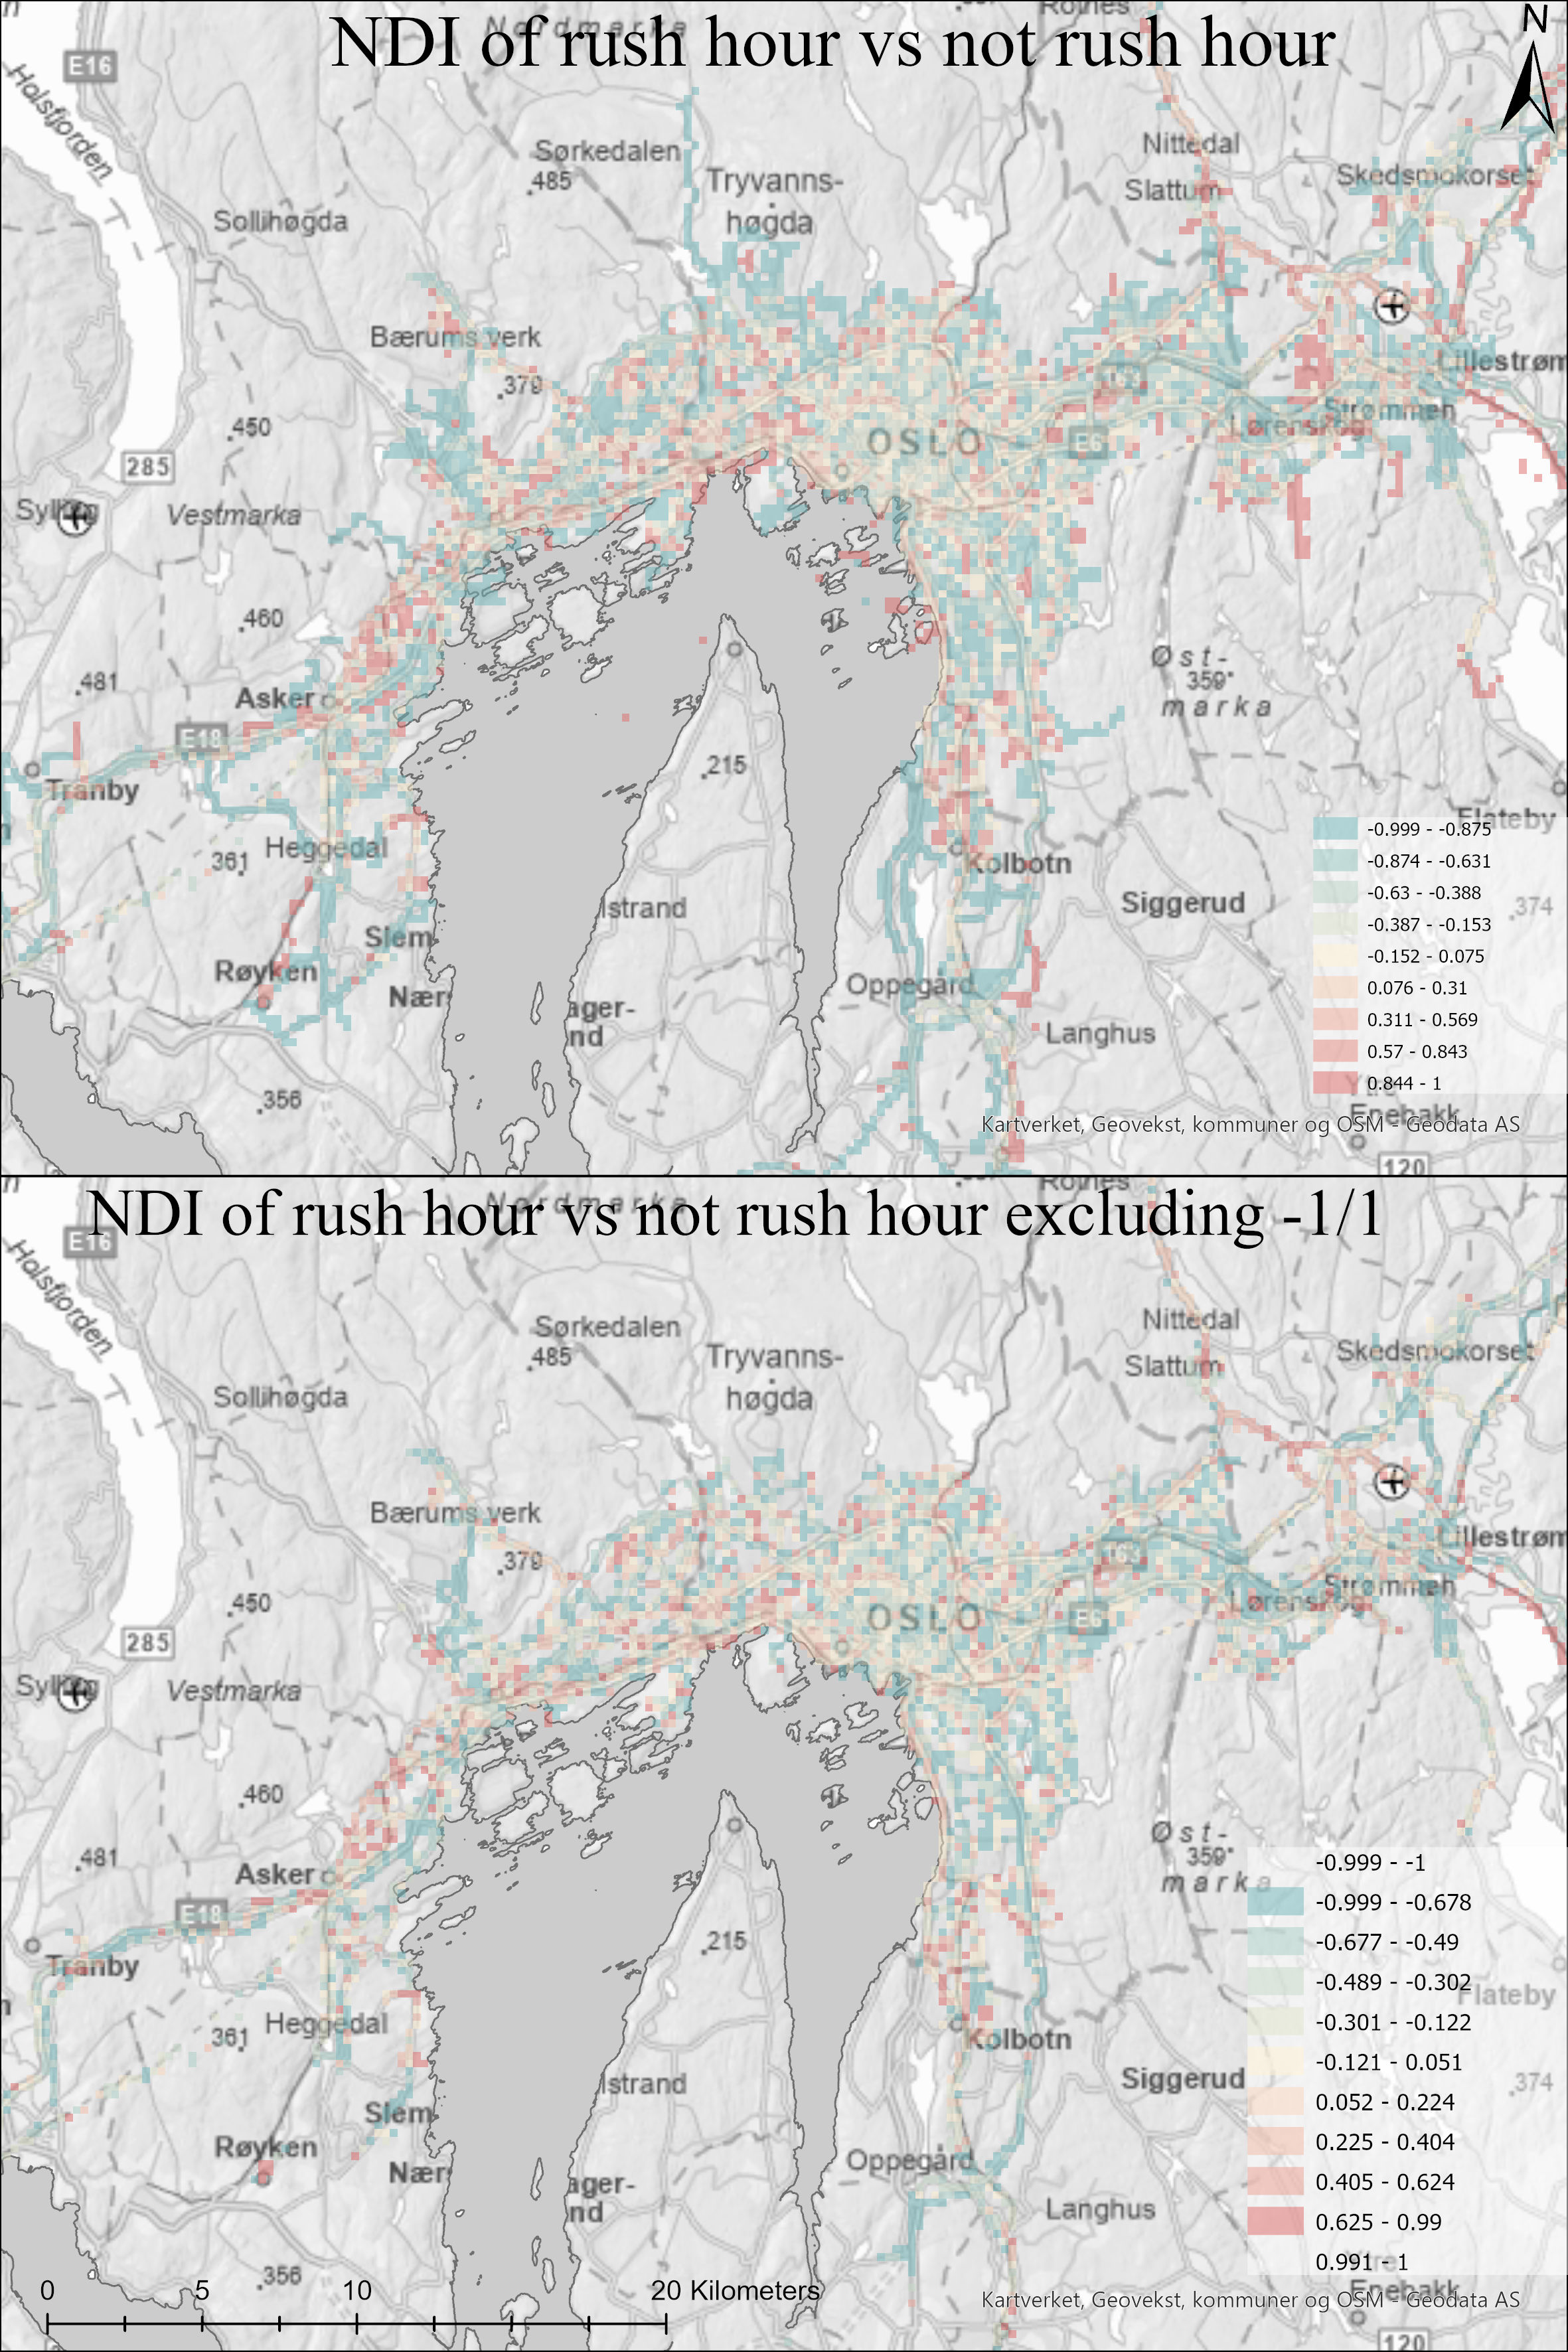 NDI of rush hour vs not rush hour
N
Nordmarka
Rotnes
E16
Holsfjorden
Nittedal
Sørkedalen
485
Tryvanns-
høgda
Slattum
Skedsmokorset
Sollihøgda
Bærums verk
379
163
Lillestrøm
Strømmen
450
OSLO
E6
Lørenskog
285
Sylling
Vestmarka
460
Øst-
359
marka
481
Asker
E18
215
Tranby
Flateby
Heggedal
361
Kolbotn
Siggerud
374
lstrand
Slem
Røyken
Nær
Oppegård
ager-
nd
Langhus
356
-0.999 - -0.875
-0.874 - -0.631
-0.63 - -0.388
-0.387 - -0.153
-0.152 - 0.075
0.076 - 0.31
0.311 - 0.569
0.57 - 0.843
0.844 - 1
Enebakk
Kartverket, Geovekst, kommuner og OSM - Geodata AS
120
NDI of rush hour vs not rush hour excluding -1/1
Nordmarka
Rotnes
E16
Holsfjorden
Nittedal
Sørkedalen
485
Tryvanns-
høgda
Slattum
Skedsmokorset
Sollihøgda
Bærums verk
379
163
Lillestrøm
Strømmen
450
OSLO
E6
Lørenskog
285
Sylling
Vestmarka
460
Øst-
359
marka
481
Asker
E18
215
Tranby
Flateby
Heggedal
361
Kolbotn
Siggerud
374
lstrand
Slem
Røyken
Nær
Oppegård
ager-
nd
Langhus
356
-0.999 - -1
-0.999 - -0.678
-0.677 - -0.49
-0.489 - -0.302
-0.301 - -0.122
-0.121 - 0.051
0.052 - 0.224
0.225 - 0.404
0.405 - 0.624
0.625 - 0.99
0.991 - 1
0 5 10 20 Kilometers
Enebakk
Kartverket, Geovekst, kommuner og OSM - Geodata AS
120